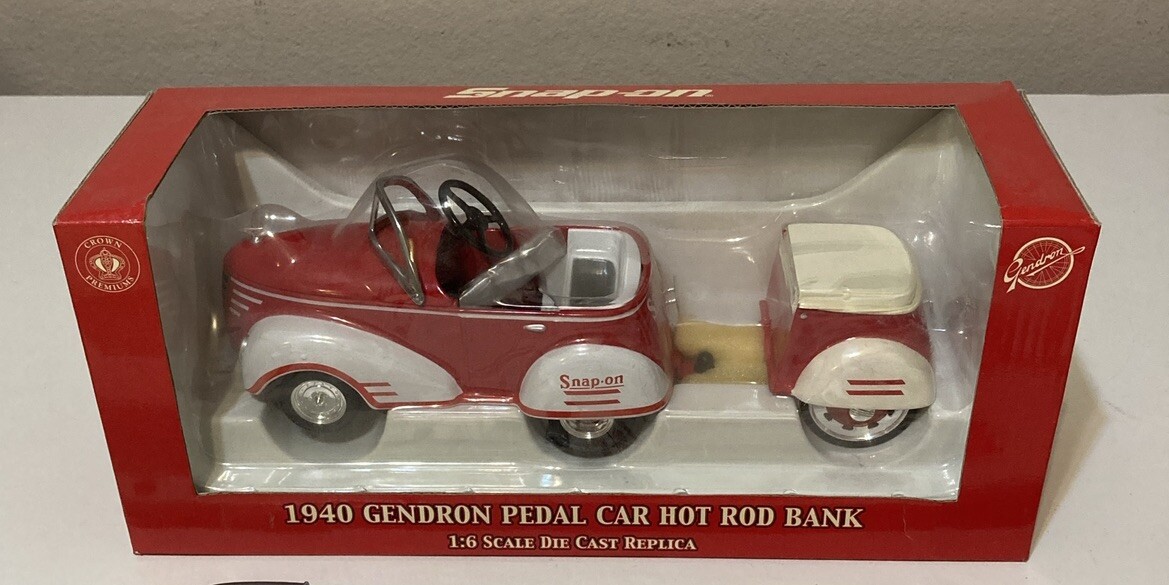 Snap-on
CROWN
PREMIUMS
Gendron
Snap-on
1940 GENDRON PEDAL CAR HOT ROD BANK
1:6 SCALE DIE CAST REPLICA